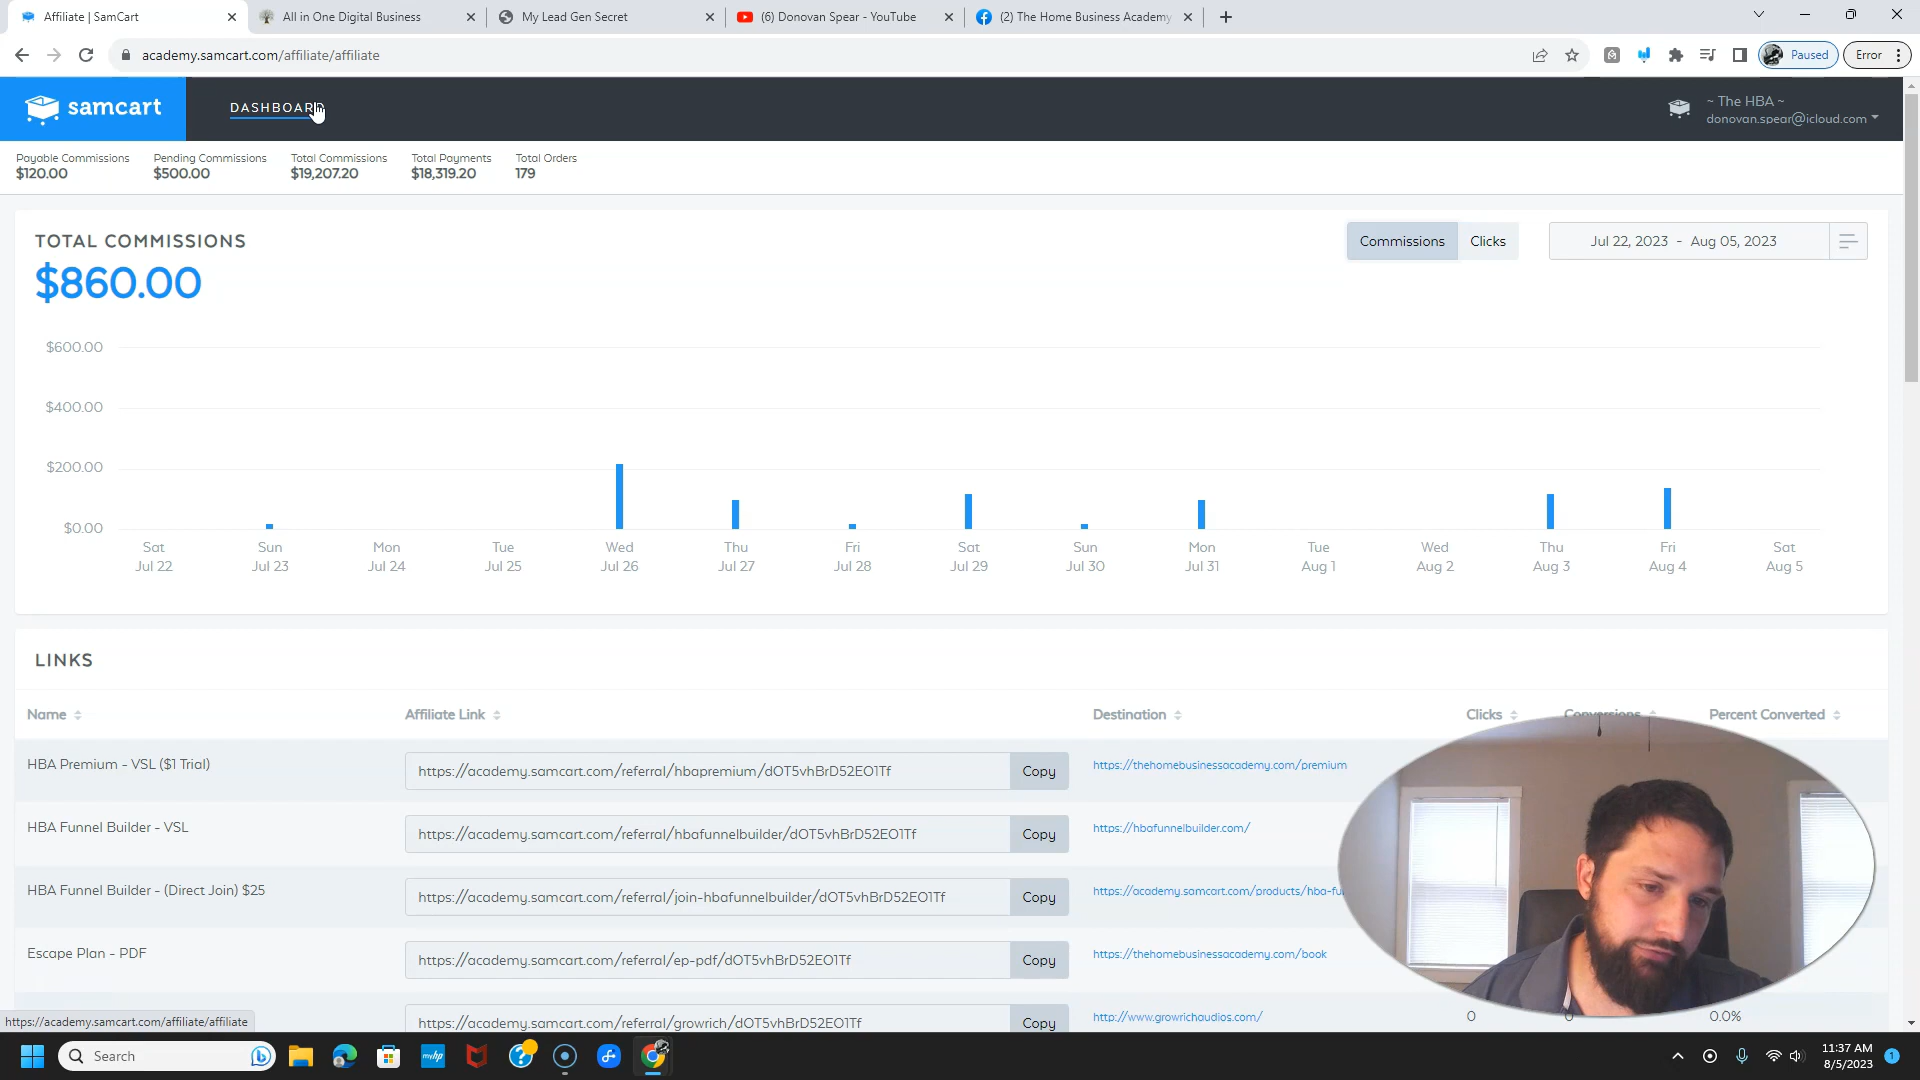 Affiliate | SamCart
All in One Digital Business
My Lead Gen Secret
(6) Donovan Spear - YouTube
(2) The Home Business Academy
academy.samcart.com/affiliate/affiliate
Paused
Error
samcart
DASHBOARD
~ The HBA ~
donovan.spear@icloud.com
Payable Commissions Pending Commissions Total Commissions Total Payments Total Orders
$120.00 $500.00 $19,207.20 $18,319.20 179
TOTAL COMMISSIONS
$860.00
Commissions Clicks
Jul 22, 2023 - Aug 05, 2023
$600.00
$400.00
$200.00
$0.00
Sat Sun Mon Tue Wed Thu Fri Sat Sun Mon Tue Wed Thu Fri Sat
Jul 22 Jul 23 Jul 24 Jul 25 Jul 26 Jul 27 Jul 28 Jul 29 Jul 30 Jul 31 Aug 1 Aug 2 Aug 3 Aug 4 Aug 5
LINKS
Name Affiliate Link Destination Clicks Conversions Percent Converted
HBA Premium - VSL ($1 Trial) https://academy.samcart.com/referral/hbapremium/dOT5vhBrD52EO1Tf Copy https://thehomebusinessacademy.com/premium
HBA Funnel Builder - VSL https://academy.samcart.com/referral/hbafunnelbuilder/dOT5vhBrD52EO1Tf Copy https://hbafunnelbuilder.com/
HBA Funnel Builder - (Direct Join) $25 https://academy.samcart.com/referral/join-hbafunnelbuilder/dOT5vhBrD52EO1Tf Copy https://academy.samcart.com/products/hba-fu
Escape Plan - PDF https://academy.samcart.com/referral/ep-pdf/dOT5vhBrD52EO1Tf Copy https://thehomebusinessacademy.com/book
https://academy.samcart.com/referral/growrich/dOT5vhBrD52EO1Tf Copy http://www.growrichaudios.com/ 0 0 0.0%
https://academy.samcart.com/affiliate/affiliate
Search
myhp
11:37 AM
8/5/2023
1